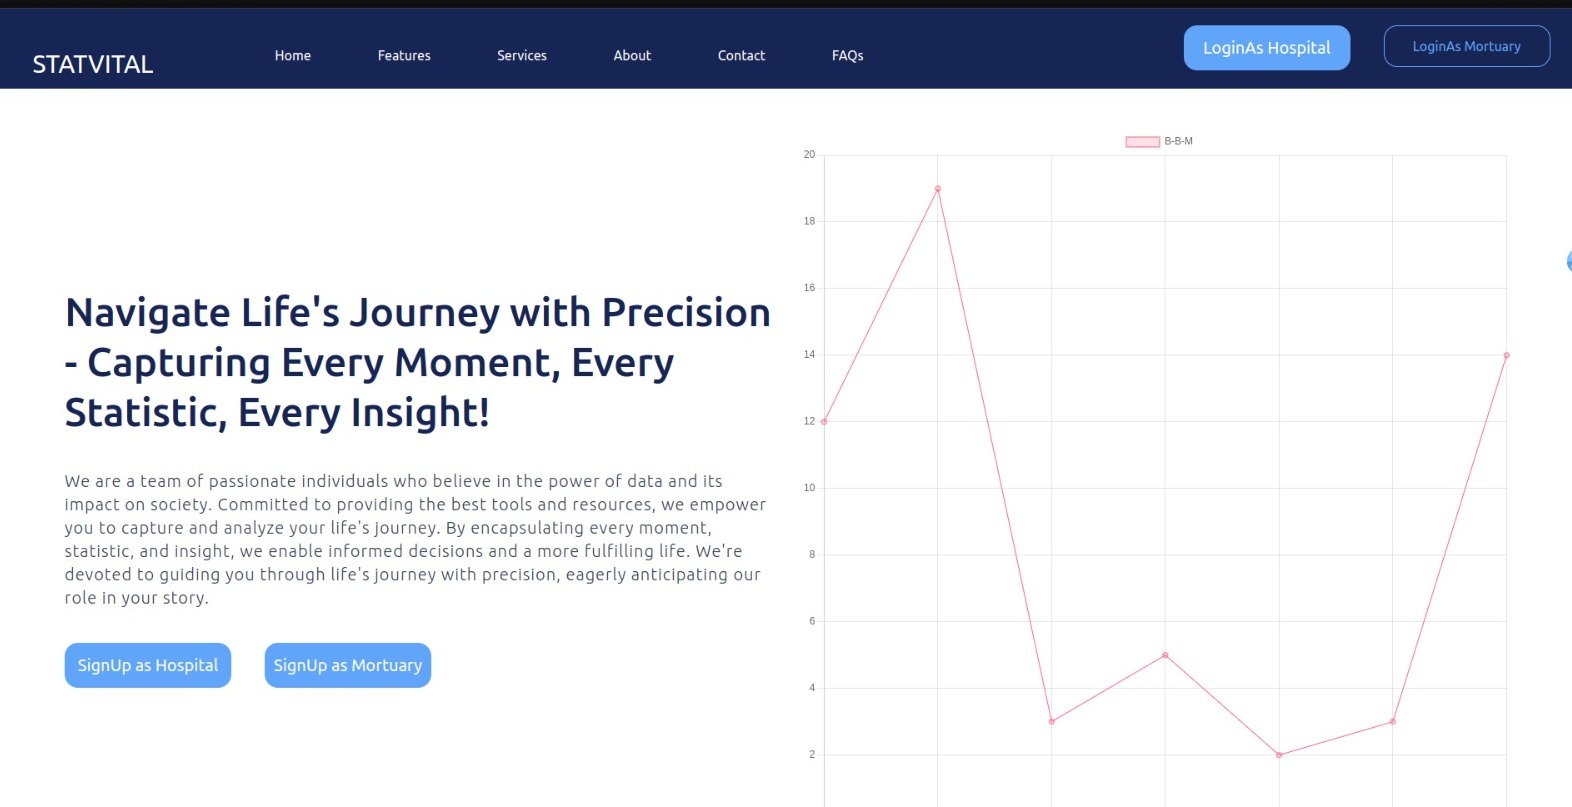 STATVITAL
Home
Features
Services
About
Contact
FAQs
LoginAs Hospital
LoginAs Mortuary
Navigate Life's Journey with Precision
- Capturing Every Moment, Every
Statistic, Every Insight!
We are a team of passionate individuals who believe in the power of data and its
impact on society. Committed to providing the best tools and resources, we empower
you to capture and analyze your life's journey. By encapsulating every moment,
statistic, and insight, we enable informed decisions and a more fulfilling life. We're
devoted to guiding you through life's journey with precision, eagerly anticipating our
role in your story.
SignUp as Hospital
SignUp as Mortuary
B-B-M
20
18
16
14
12
10
8
6
4
2